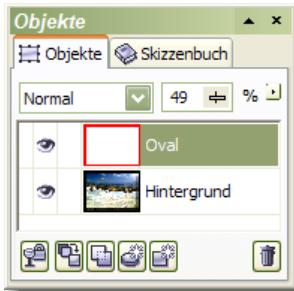 Objekte
Objekte Skizzenbuch
Normal 49 %
Oval
Hintergrund